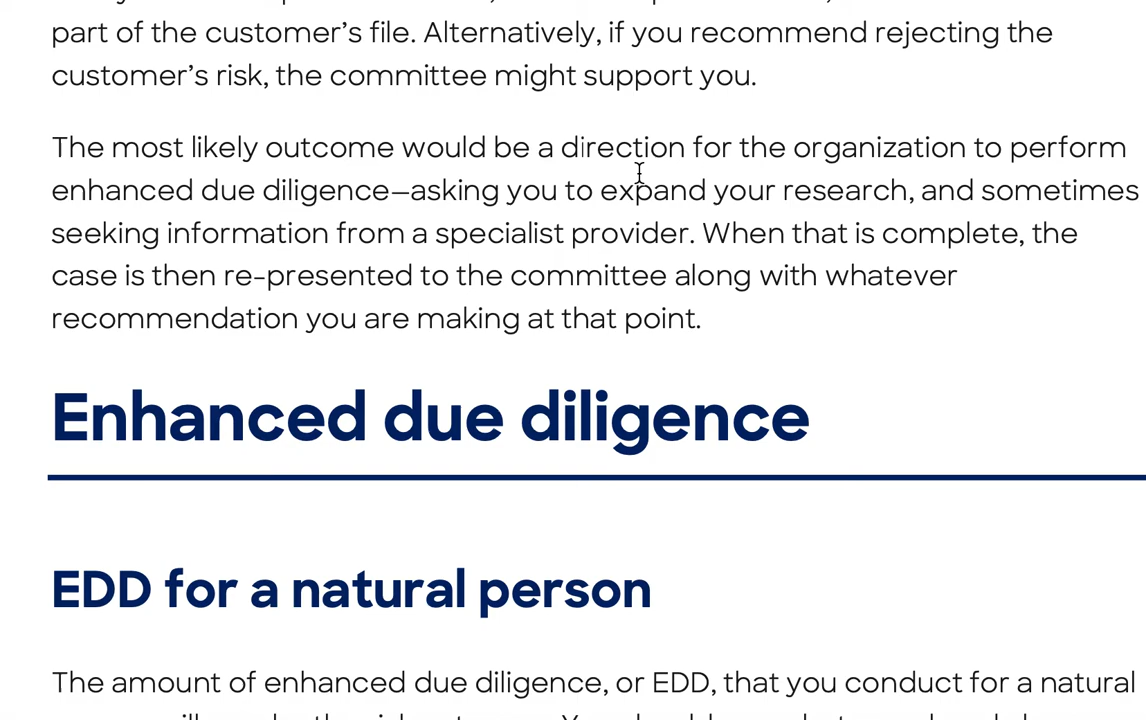 part of the customer’s file. Alternatively, if you recommend rejecting the
customer’s risk, the committee might support you.
The most likely outcome would be a direction for the organization to perform
enhanced due diligence—asking you to expand your research, and sometimes
seeking information from a specialist provider. When that is complete, the
case is then re-presented to the committee along with whatever
recommendation you are making at that point.
Enhanced due diligence
EDD for a natural person
The amount of enhanced due diligence, or EDD, that you conduct for a natural